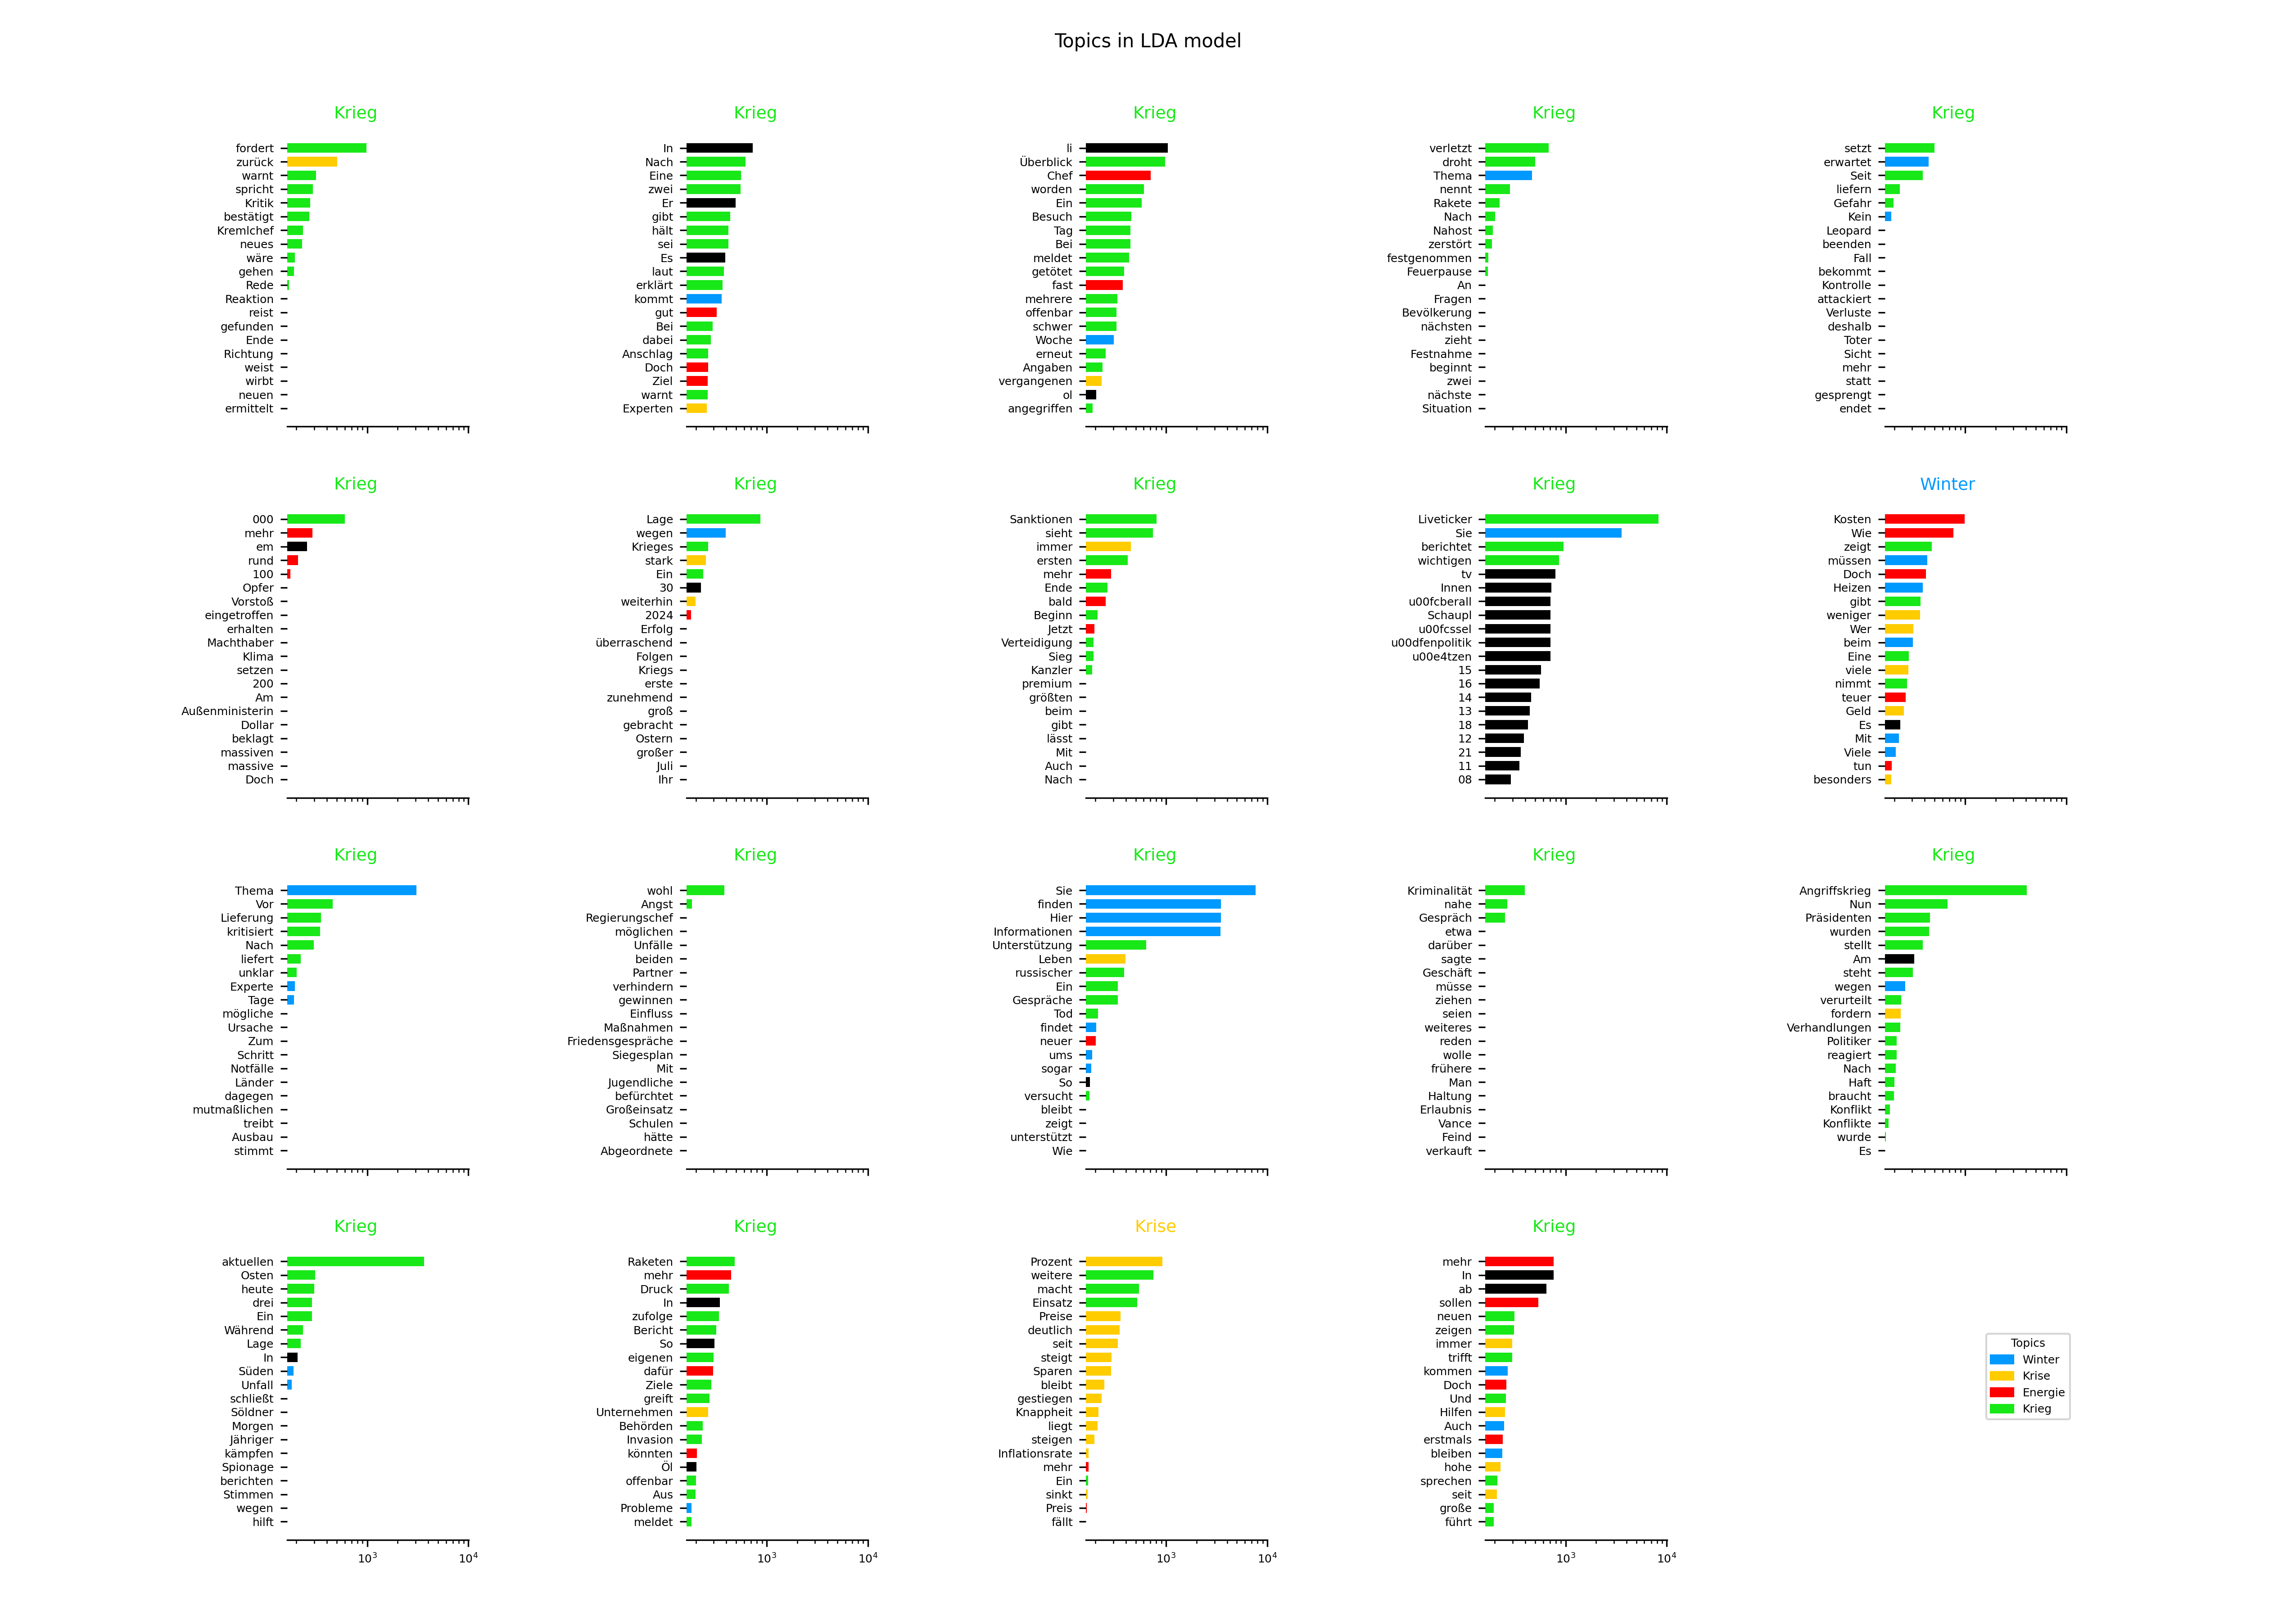 Topics in LDA model
Krieg
fordert
zurück
warnt
spricht
Kritik
bestätigt
Kremlchef
neues
wäre
gehen
Rede
Reaktion
reist
gefunden
Ende
Richtung
weist
wirbt
neuen
ermittelt
Krieg
In
Nach
Eine
zwei
Er
gibt
hält
sei
Es
laut
erklärt
kommt
gut
Bei
dabei
Anschlag
Doch
Ziel
warnt
Experten
Krieg
li
Überblick
Chef
worden
Ein
Besuch
Tag
Bei
meldet
getötet
fast
mehrere
offenbar
schwer
Woche
erneut
Angaben
vergangenen
ol
angegriffen
Krieg
verletzt
droht
Thema
nennt
Rakete
Nach
Nahost
zerstört
festgenommen
Feuerpause
An
Fragen
Bevölkerung
nächsten
zieht
Festnahme
beginnt
zwei
nächste
Situation
Krieg
setzt
erwartet
Seit
liefern
Gefahr
Kein
Leopard
beenden
Fall
bekommt
Kontrolle
attackiert
Verluste
deshalb
Toter
Sicht
mehr
statt
gesprengt
endet
Krieg
000
mehr
em
rund
100
Opfer
Vorstoß
eingetroffen
erhalten
Machthaber
Klima
setzen
200
Am
Außenministerin
Dollar
beklagt
massiven
massive
Doch
Krieg
Lage
wegen
Krieges
stark
Ein
30
weiterhin
2024
Erfolg
überraschend
Folgen
Kriegs
erste
zunehmend
groß
gebracht
Ostern
großer
Juli
Ihr
Krieg
Sanktionen
sieht
immer
ersten
mehr
Ende
bald
Beginn
Jetzt
Verteidigung
Sieg
Kanzler
premium
größten
beim
gibt
lässt
Mit
Auch
Nach
Krieg
Liveticker
Sie
berichtet
wichtigen
tv
Innen
u00fcberall
Schaupl
u00fcssel
u00dfenpolitik
u00e4tzen
15
16
14
13
18
12
21
11
08
Winter
Kosten
Wie
zeigt
müssen
Doch
Heizen
gibt
weniger
Wer
beim
Eine
viele
nimmt
teuer
Geld
Es
Mit
Viele
tun
besonders
Krieg
Thema
Vor
Lieferung
kritisiert
Nach
liefert
unklar
Experte
Tage
mögliche
Ursache
Zum
Schritt
Notfälle
Länder
dagegen
mutmaßlichen
treibt
Ausbau
stimmt
Krieg
wohl
Angst
Regierungschef
möglichen
Unfälle
beiden
Partner
verhindern
gewinnen
Einfluss
Maßnahmen
Friedensgespräche
Siegesplan
Mit
Jugendliche
befürchtet
Großeinsatz
Schulen
hätte
Abgeordnete
Krieg
Sie
finden
Hier
Informationen
Unterstützung
Leben
russischer
Ein
Gespräche
Tod
findet
neuer
ums
sogar
So
versucht
bleibt
zeigt
unterstützt
Wie
Krieg
Kriminalität
nahe
Gespräch
etwa
darüber
sagte
Geschäft
müsse
ziehen
seien
weiteres
reden
wolle
frühere
Man
Haltung
Erlaubnis
Vance
Feind
verkauft
Krieg
Angriffskrieg
Nun
Präsidenten
wurden
stellt
Am
steht
wegen
verurteilt
fordern
Verhandlungen
Politiker
reagiert
Nach
Haft
braucht
Konflikt
Konflikte
wurde
Es
Krieg
aktuellen
Osten
heute
drei
Ein
Während
Lage
In
Süden
Unfall
schließt
Söldner
Morgen
Jähriger
kämpfen
Spionage
berichten
Stimmen
wegen
hilft
10³ 10⁴
Krieg
Raketen
mehr
Druck
In
zufolge
Bericht
So
eigenen
dafür
Ziele
greift
Unternehmen
Behörden
Invasion
könnten
Öl
offenbar
Aus
Probleme
meldet
10³ 10⁴
Krise
Prozent
weitere
macht
Einsatz
Preise
deutlich
seit
steigt
Sparen
bleibt
gestiegen
Knappheit
liegt
steigen
Inflationsrate
mehr
Ein
sinkt
Preis
fällt
10³ 10⁴
Krieg
mehr
In
ab
sollen
neuen
zeigen
immer
trifft
kommen
Doch
Und
Hilfen
Auch
erstmals
bleiben
hohe
sprechen
seit
große
führt
10³ 10⁴
Topics
Winter
Krise
Energie
Krieg